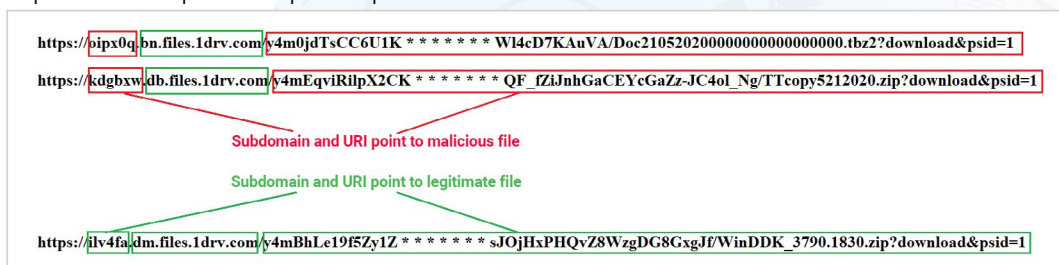 https://oipx0q.bn.files.1drv.com/y4m0jdTsCC6U1K * * * * * * * Wl4cD7KAuVA/Doc210520200000000000000000.tbz2?download&psid=1
https://kdgbxw.db.files.1drv.com/y4mEqviRilpX2CK * * * * * * * QF_fZiJnhGaCEYcGaZz-JC4ol_Ng/TTcopy5212020.zip?download&psid=1
Subdomain and URI point to malicious file
Subdomain and URI point to legitimate file
https://ilv4fa.dm.files.1drv.com/y4mBhLe19f5Zy1Z * * * * * * * sJOjHxPHQvZ8WzgDG8GxgJf/WinDDK_3790.1830.zip?download&psid=1